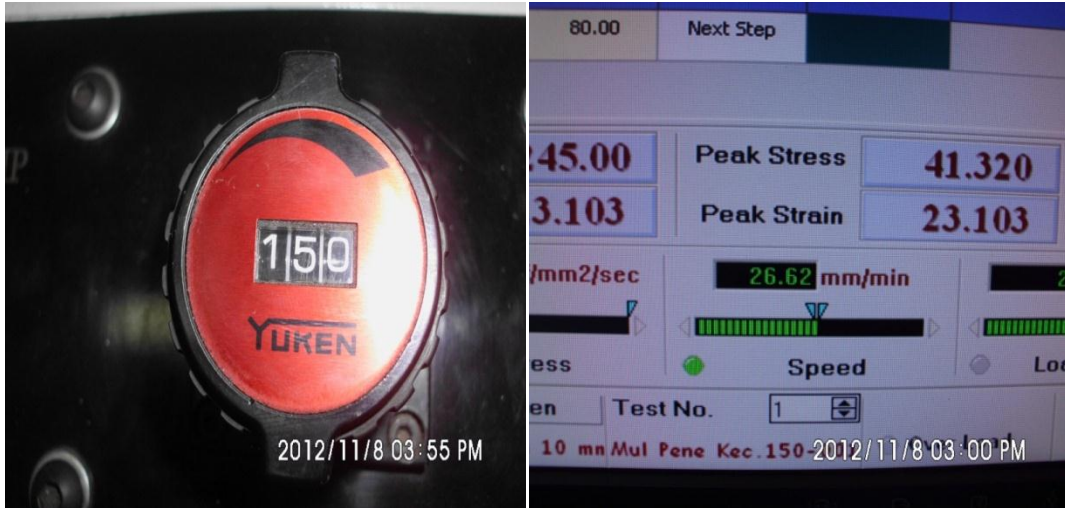 150
YUKEN
2012/11/8 03:55 PM
80.00 Next Step
45.00 Peak Stress 41.320
3.103 Peak Strain 23.103
/mm2/sec 26.62 mm/min
ess Speed
Test No. 1
10 mn Mul Pene Kec.150-
2012/11/8 03:00 PM